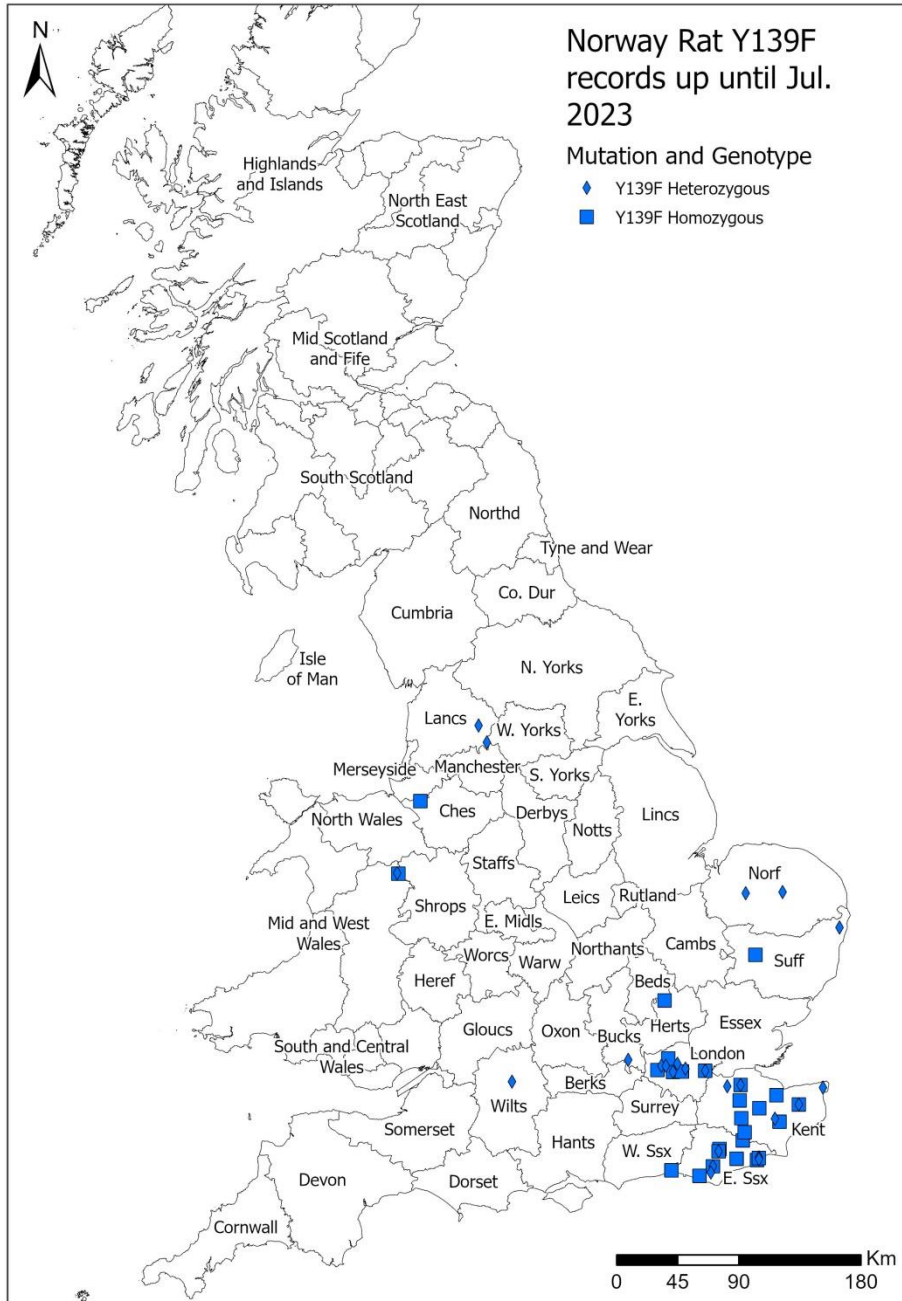 N
Norway Rat Y139F
records up until Jul.
2023
Mutation and Genotype
Y139F Heterozygous
Y139F Homozygous
Highlands
and Islands
North East
Scotland
Mid Scotland
and Fife
South Scotland
Northd
Tyne and Wear
Co. Dur
Cumbria
Isle
of Man
N. Yorks
E.
Yorks
Lancs
W. Yorks
Merseyside
Manchester
S. Yorks
North Wales
Ches
Derbys
Notts
Lincs
Staffs
Norf
Shrops
Leics
Rutland
Mid and West
Wales
E. Midls
Worcs
Warw
Northants
Cambs
Suff
Heref
Beds
Gloucs
Oxon
Bucks
Herts
Essex
South and Central
Wales
London
Berks
Wilts
Surrey
Kent
Somerset
Hants
W. Ssx
E. Ssx
Devon
Dorset
Cornwall
Km
0 45 90 180